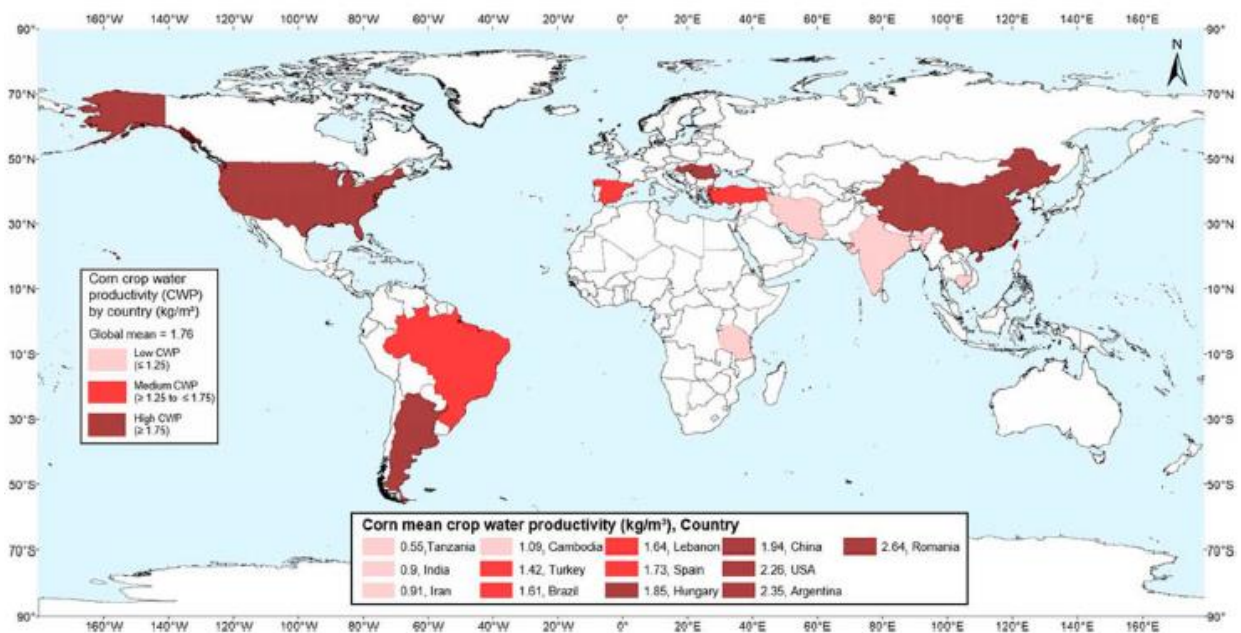 160°W 140°W 120°W 100°W 80°W 60°W 40°W 20°W 0° 20°E 40°E 60°E 80°E 100°E 120°E 140°E 160°E
90° 90°
N
70°N 70°N
50°N 50°N
30°N 30°N
10°N 10°N
10°S 10°S
30°S 30°S
50°S 50°S
70°S 70°S
90° 90°
Corn crop water
productivity (CWP)
by country (kg/m³)
Global mean = 1.76
Low CWP
(≤ 1.25)
Medium CWP
(≥ 1.25 to ≤ 1.75)
High CWP
(≥ 1.75)
Corn mean crop water productivity (kg/m³), Country
0.55,Tanzania 1.09, Cambodia 1.64, Lebanon 1.94, China 2.64, Romania
0.9, India 1.42, Turkey 1.73, Spain 2.26, USA
0.91, Iran 1.61, Brazil 1.85, Hungary 2.35, Argentina
160°W 140°W 120°W 100°W 80°W 60°W 40°W 20°W 0° 20°E 40°E 60°E 80°E 100°E 120°E 140°E 160°E